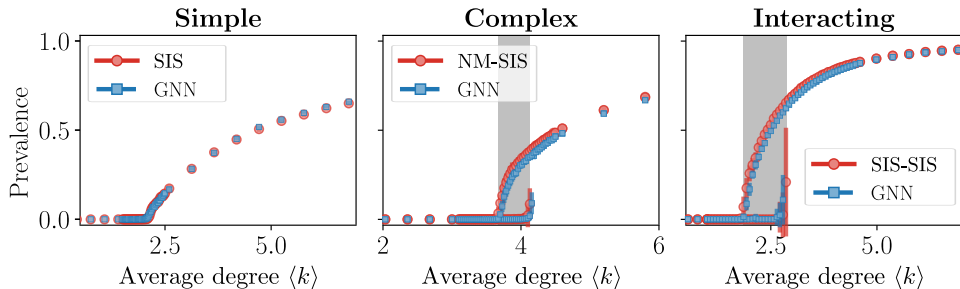 Simple
Complex
Interacting
Prevalence
1.0
0.5
0.0
SIS
GNN
NM-SIS
GNN
SIS-SIS
GNN
2.5
5.0
2
4
6
2.5
5.0
Average degree ⟨k⟩
Average degree ⟨k⟩
Average degree ⟨k⟩